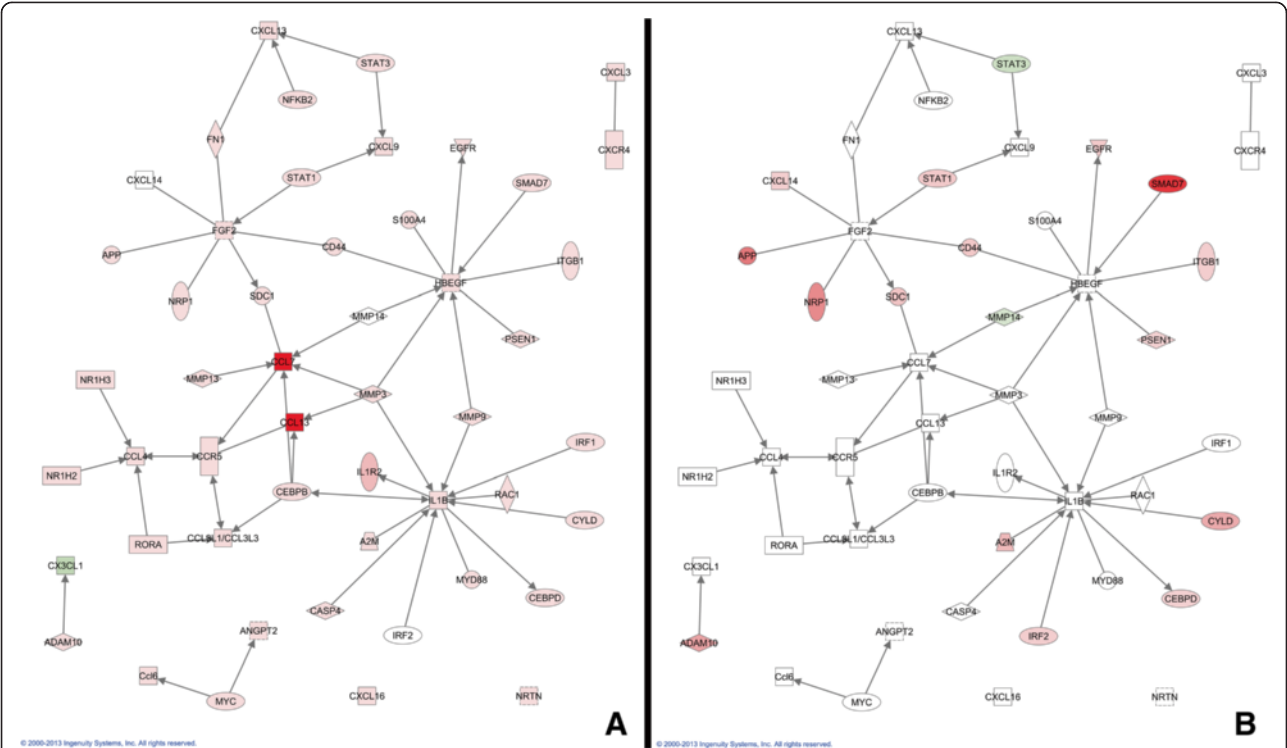 CXCL13
STAT3
CXCL3
NFKB2
FN1
CXCL9
EGFR
CXCR4
CXCL14
STAT1
SMAD7
S100A4
FGF2
APP
CD44
ITGB1
HBEGF
NRP1
SDC1
MMP14
PSEN1
CCL7
NR1H3
MMP13
MMP3
CCL13
MMP9
CCL4
CCR5
IRF1
NR1H2
IL1R2
CEBPB
IL1B
RAC1
CYLD
RORA
CCL3L1/CCL3L3
A2M
CX3CL1
MYD88
CEBPD
CASP4
ADAM10
ANGPT2
IRF2
Ccl6
MYC
CXCL16
NRTN
A
© 2000-2013 Ingenuity Systems, Inc. All rights reserved.
CXCL13
STAT3
CXCL3
NFKB2
FN1
CXCL9
EGFR
CXCR4
CXCL14
STAT1
SMAD7
S100A4
FGF2
APP
CD44
ITGB1
HBEGF
NRP1
SDC1
MMP14
PSEN1
CCL7
NR1H3
MMP13
MMP3
CCL13
MMP9
CCL4
CCR5
IRF1
NR1H2
IL1R2
CEBPB
IL1B
RAC1
CYLD
RORA
CCL3L1/CCL3L3
A2M
CX3CL1
MYD88
CEBPD
CASP4
ADAM10
ANGPT2
IRF2
Ccl6
MYC
CXCL16
NRTN
B
© 2000-2013 Ingenuity Systems, Inc. All rights reserved.